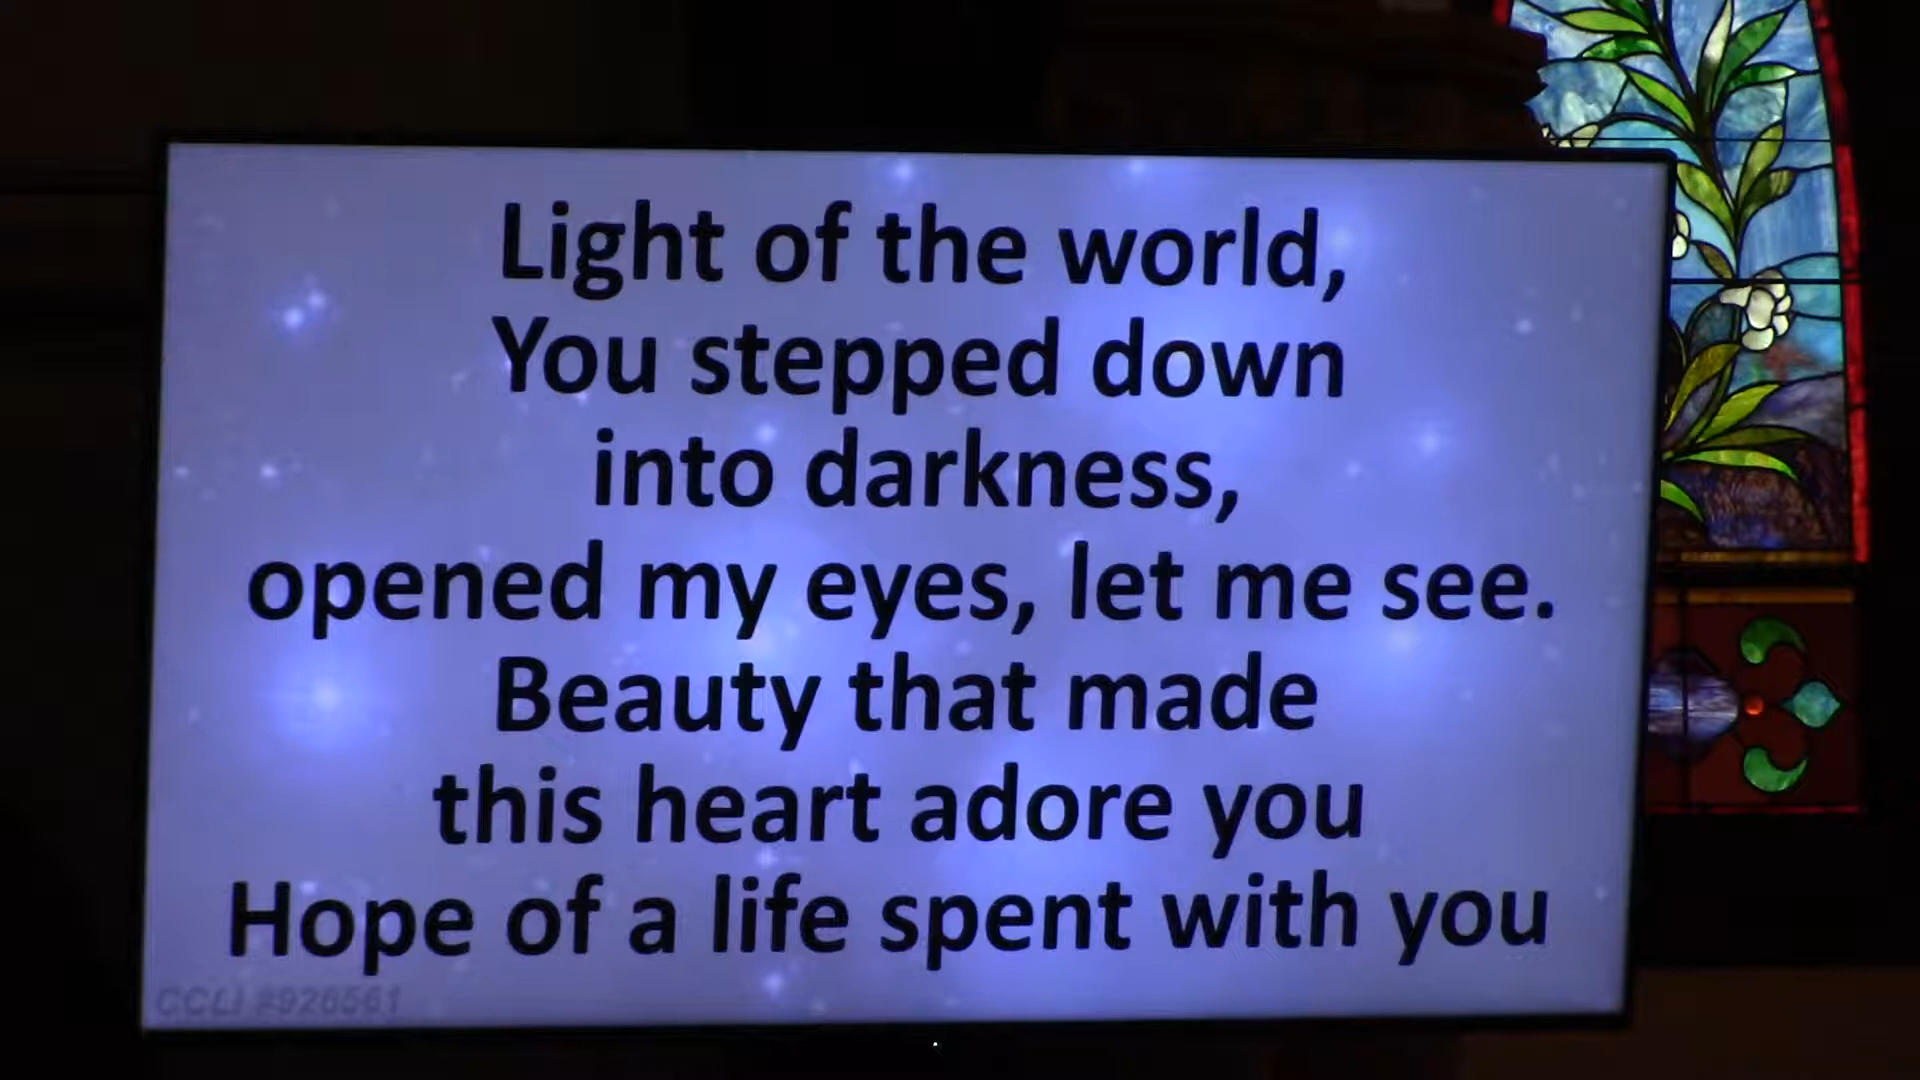 Light of the world,
You stepped down
into darkness,
opened my eyes, let me see.
Beauty that made
this heart adore you
Hope of a life spent with you
CCLI #926561